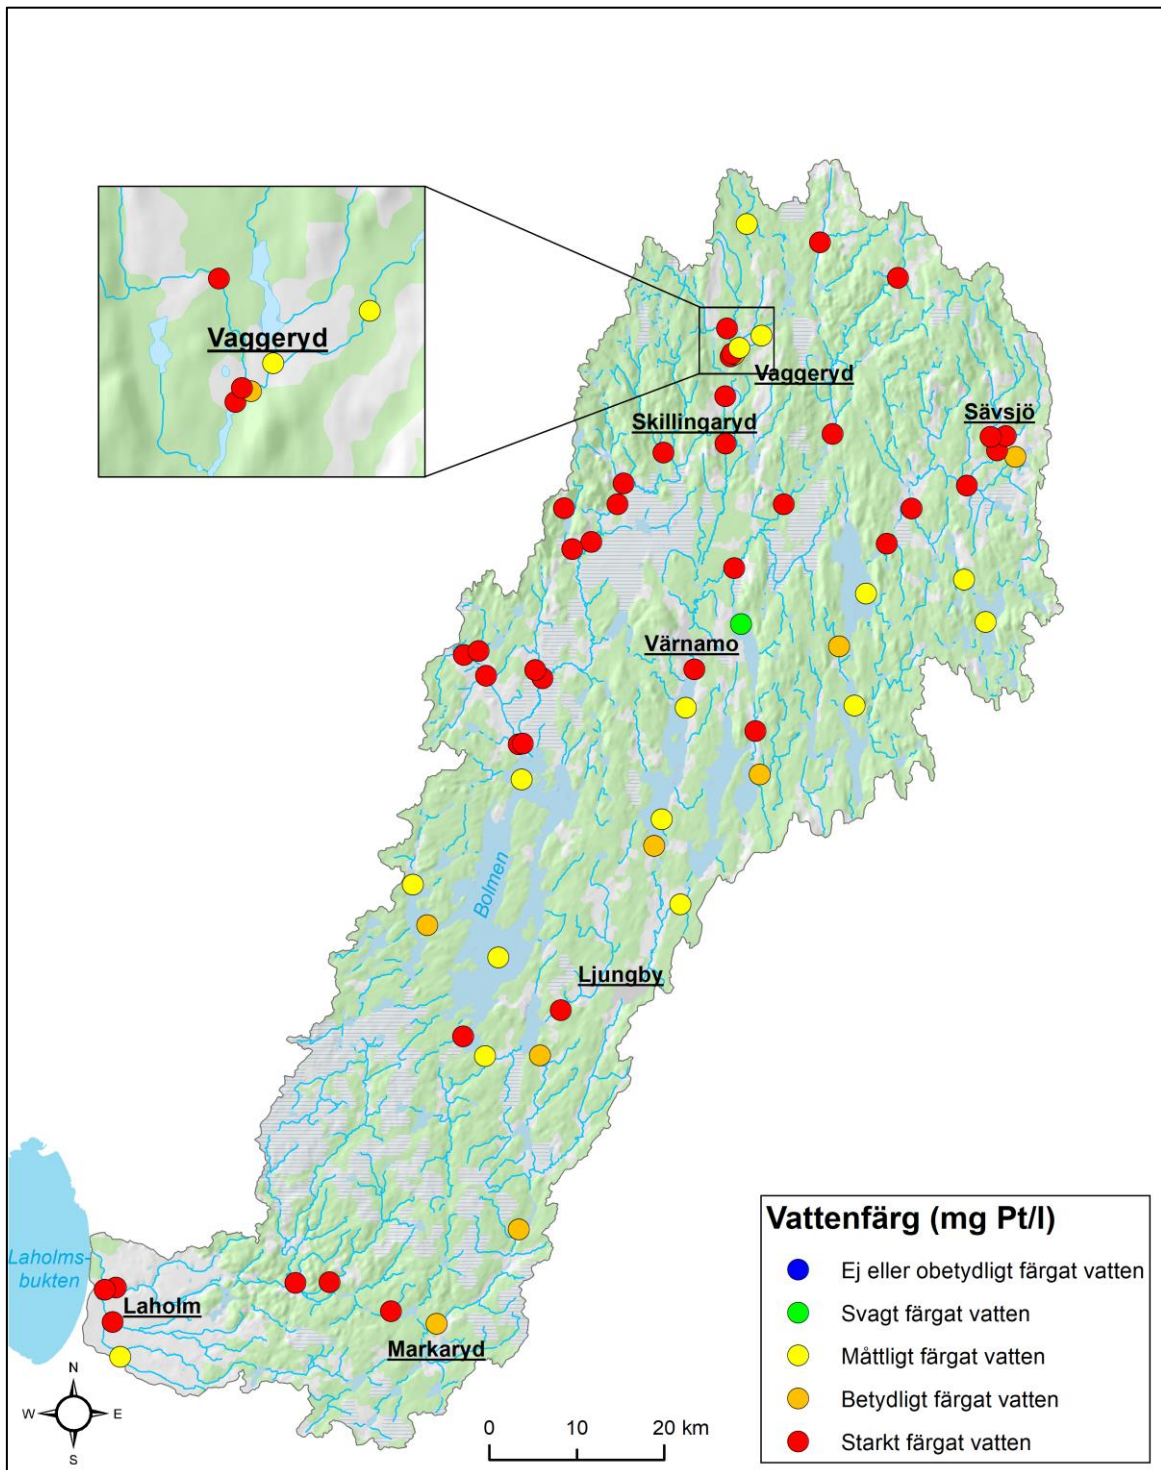 Vaggeryd
Vaggeryd
Skillingaryd
Sävsjö
Värnamo
Bolmen
Ljungby
Laholms-
bukten
Laholm
Markaryd
N
W
E
S
0
10
20 km
Vattenfärg (mg Pt/l)
Ej eller obetydligt färgat vatten
Svagt färgat vatten
Måttligt färgat vatten
Betydligt färgat vatten
Starkt färgat vatten